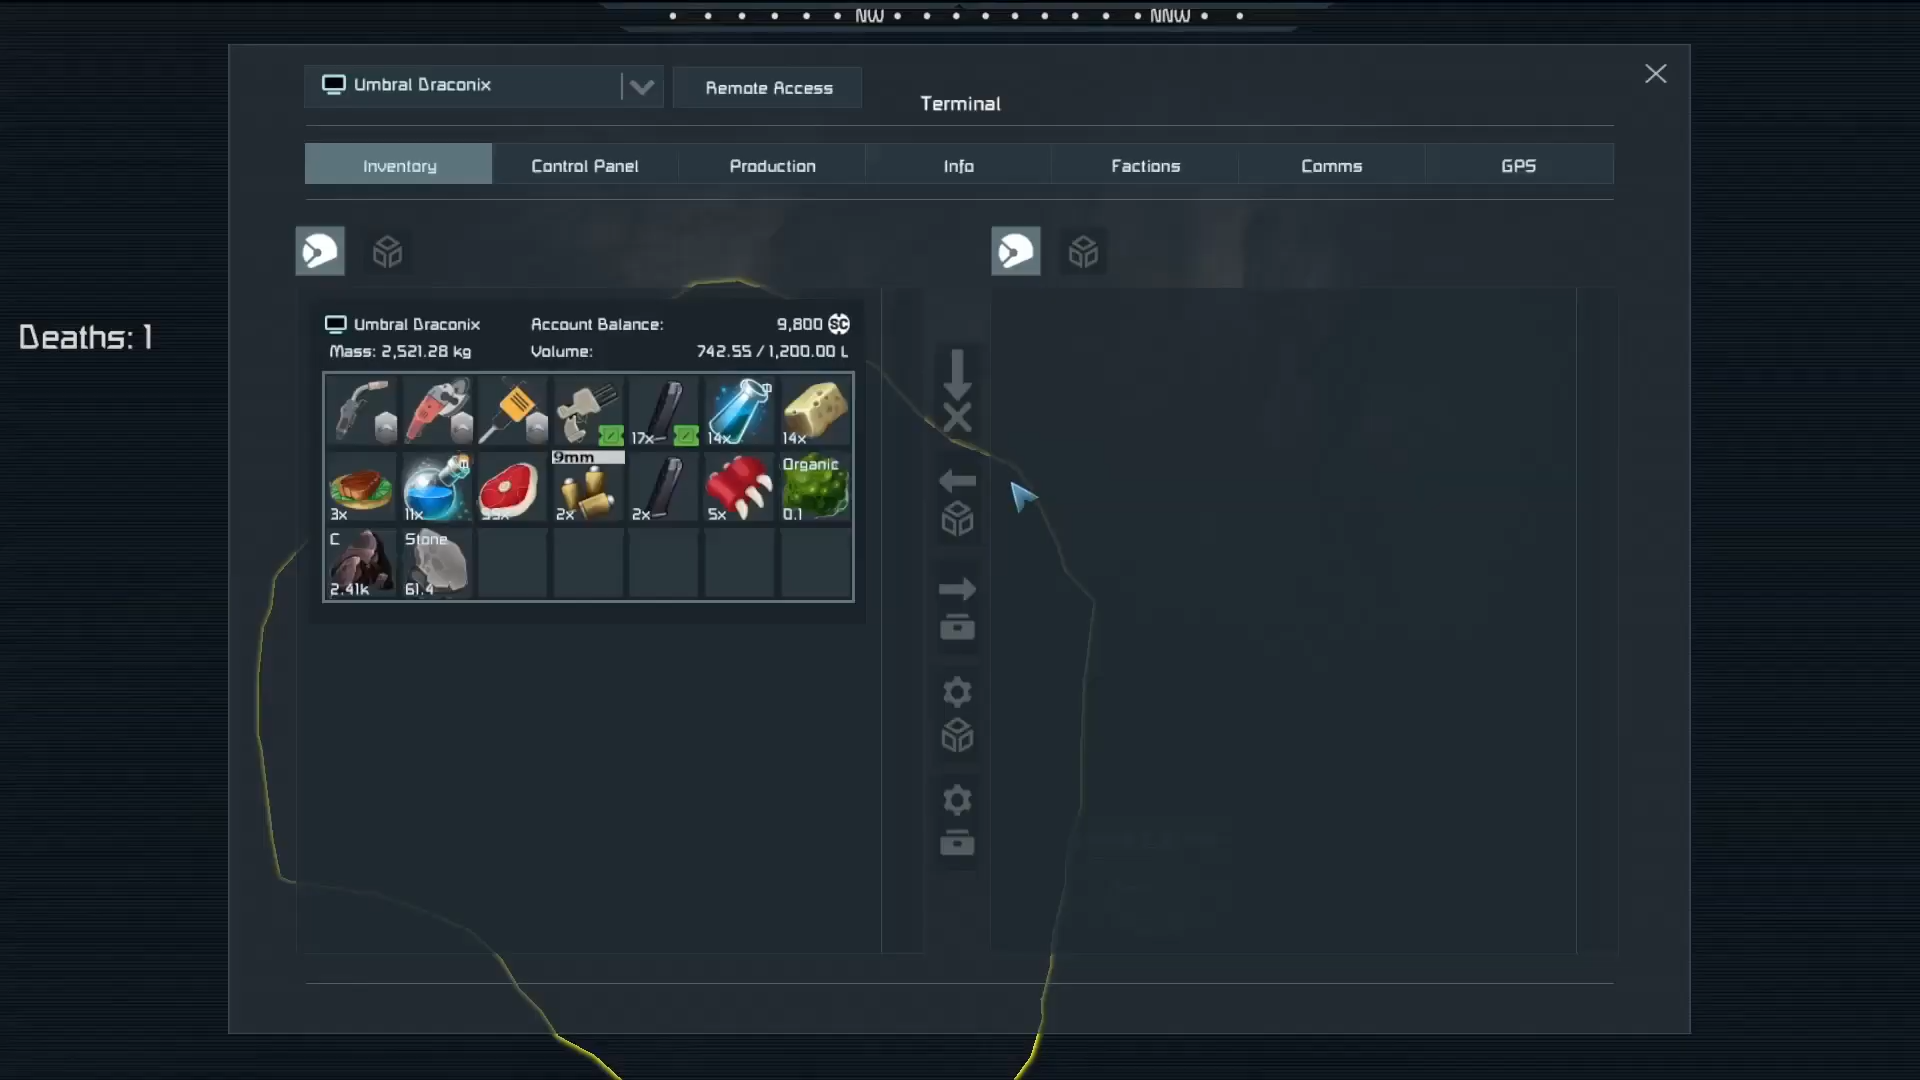 NW NNW
Umbral Draconix
Remote Access
Terminal
Inventory Control Panel Production Info Factions Comms GPS
Deaths: 1
Umbral Draconix Account Balance: 9,800 SC
Mass: 2,521.28 kg Volume: 742.55 / 1,200.00 L
17x 14x 14x
9mm Organic
3x 11x 2x 2x 5x 0.1
C Stone
2.41k 61.4